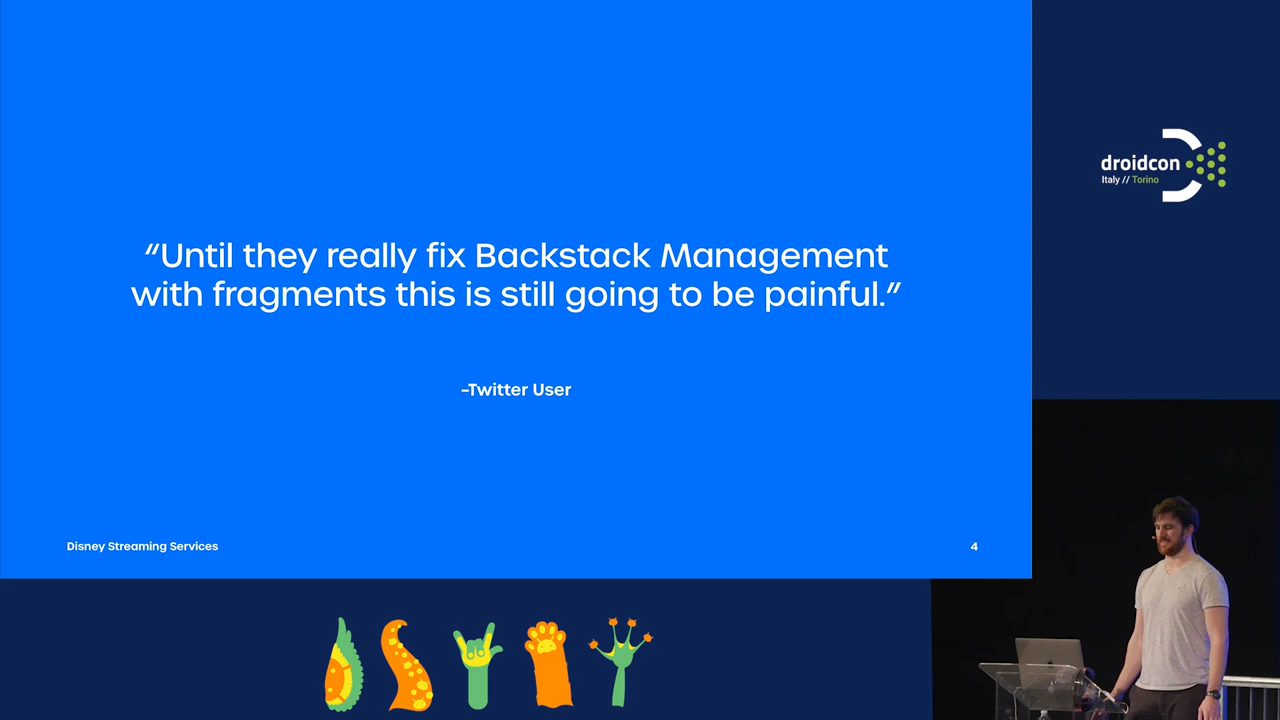 “Until they really fix Backstack Management
with fragments this is still going to be painful.”
–Twitter User
Disney Streaming Services
4
droidcon
Italy // Torino